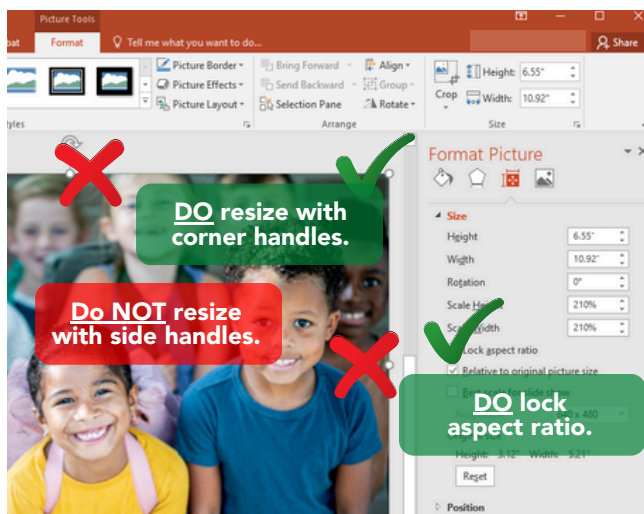 Picture Tools
Format Tell me what you want to do... Share
Picture Border
Picture Effects
Picture Layout
Bring Forward
Send Backward
Selection Pane
Align
Group
Rotate
Crop
Height: 6.55"
Width: 10.92"
Arrange
Size
Format Picture
DO resize with
corner handles.
Do NOT resize
with side handles.
Size
Height 6.55"
Width 10.92"
Rotation 0°
Scale Height 210%
Scale Width 210%
Lock aspect ratio
Relative to original picture size
DO lock
aspect ratio.
Height: 3.12" Width: 5.21"
Reset
Position